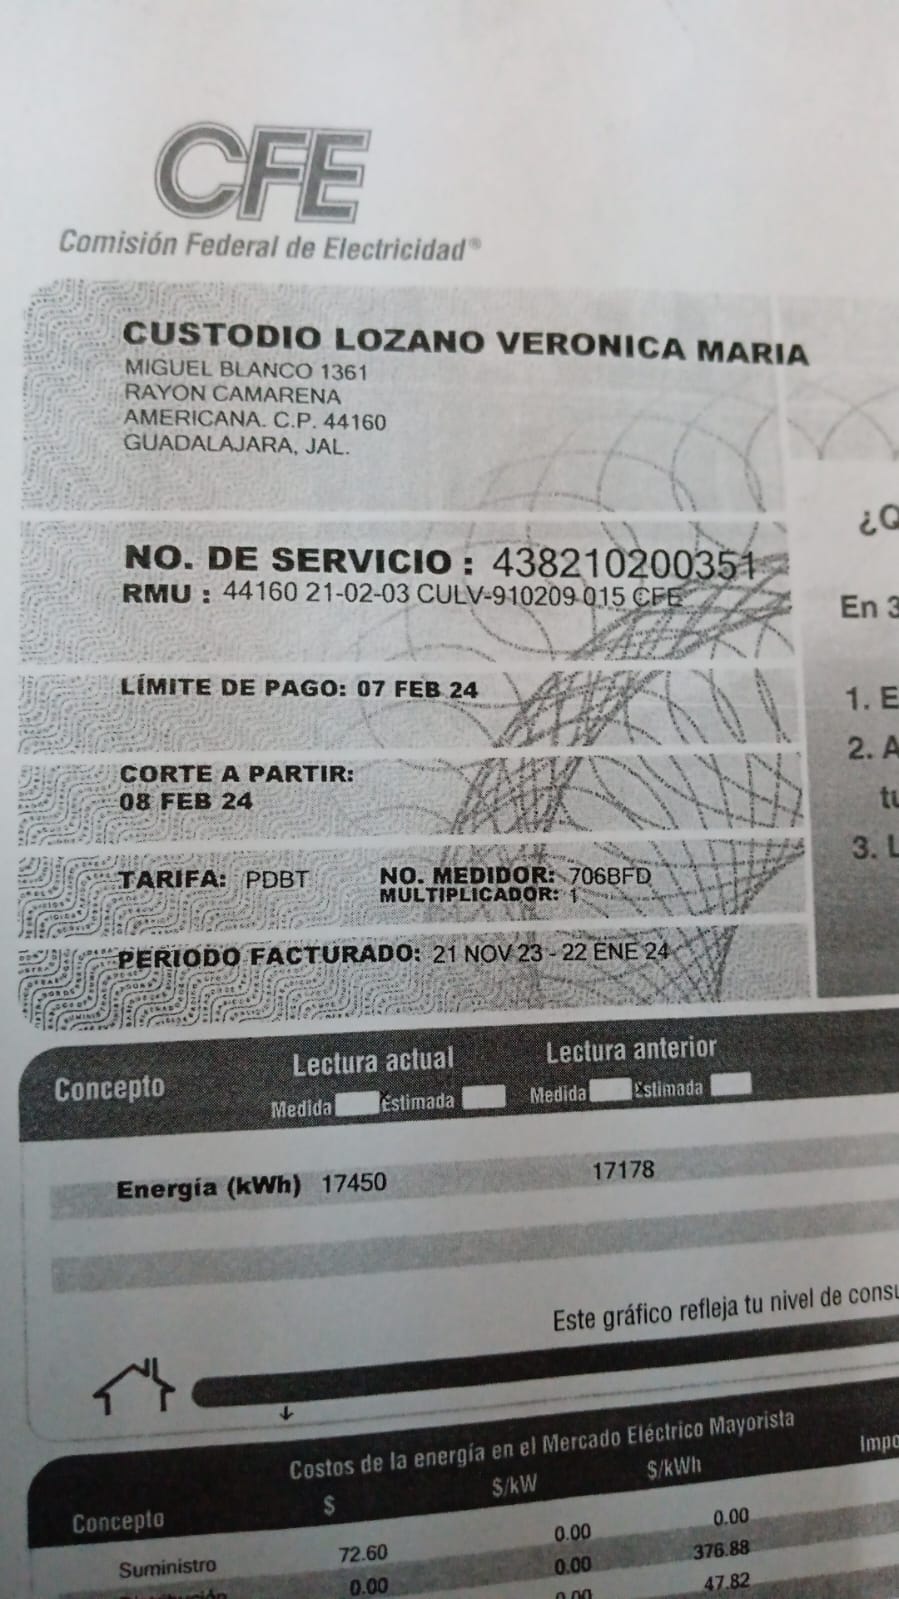 CFE
Comisión Federal de Electricidad®
CUSTODIO LOZANO VERONICA MARIA
MIGUEL BLANCO 1361
RAYON CAMARENA
AMERICANA. C.P. 44160
GUADALAJARA, JAL.
NO. DE SERVICIO : 438210200351
RMU : 44160 21-02-03 CULV-910209 015 CFE
LÍMITE DE PAGO: 07 FEB 24
CORTE A PARTIR:
08 FEB 24
TARIFA: PDBT NO. MEDIDOR: 706BFD
MULTIPLICADOR: 1
PERIODO FACTURADO: 21 NOV 23 - 22 ENE 24
¿Q
En 3
1. E
2. A
tu
3. L
Concepto Lectura actual Lectura anterior
Medida Estimada Medida Estimada
Energía (kWh) 17450 17178
Este gráfico refleja tu nivel de consu
Costos de la energía en el Mercado Eléctrico Mayorista
Concepto $ $/kW $/kWh Impo
Suministro 72.60 0.00 0.00
0.00 0.00 376.88
0.00 47.82